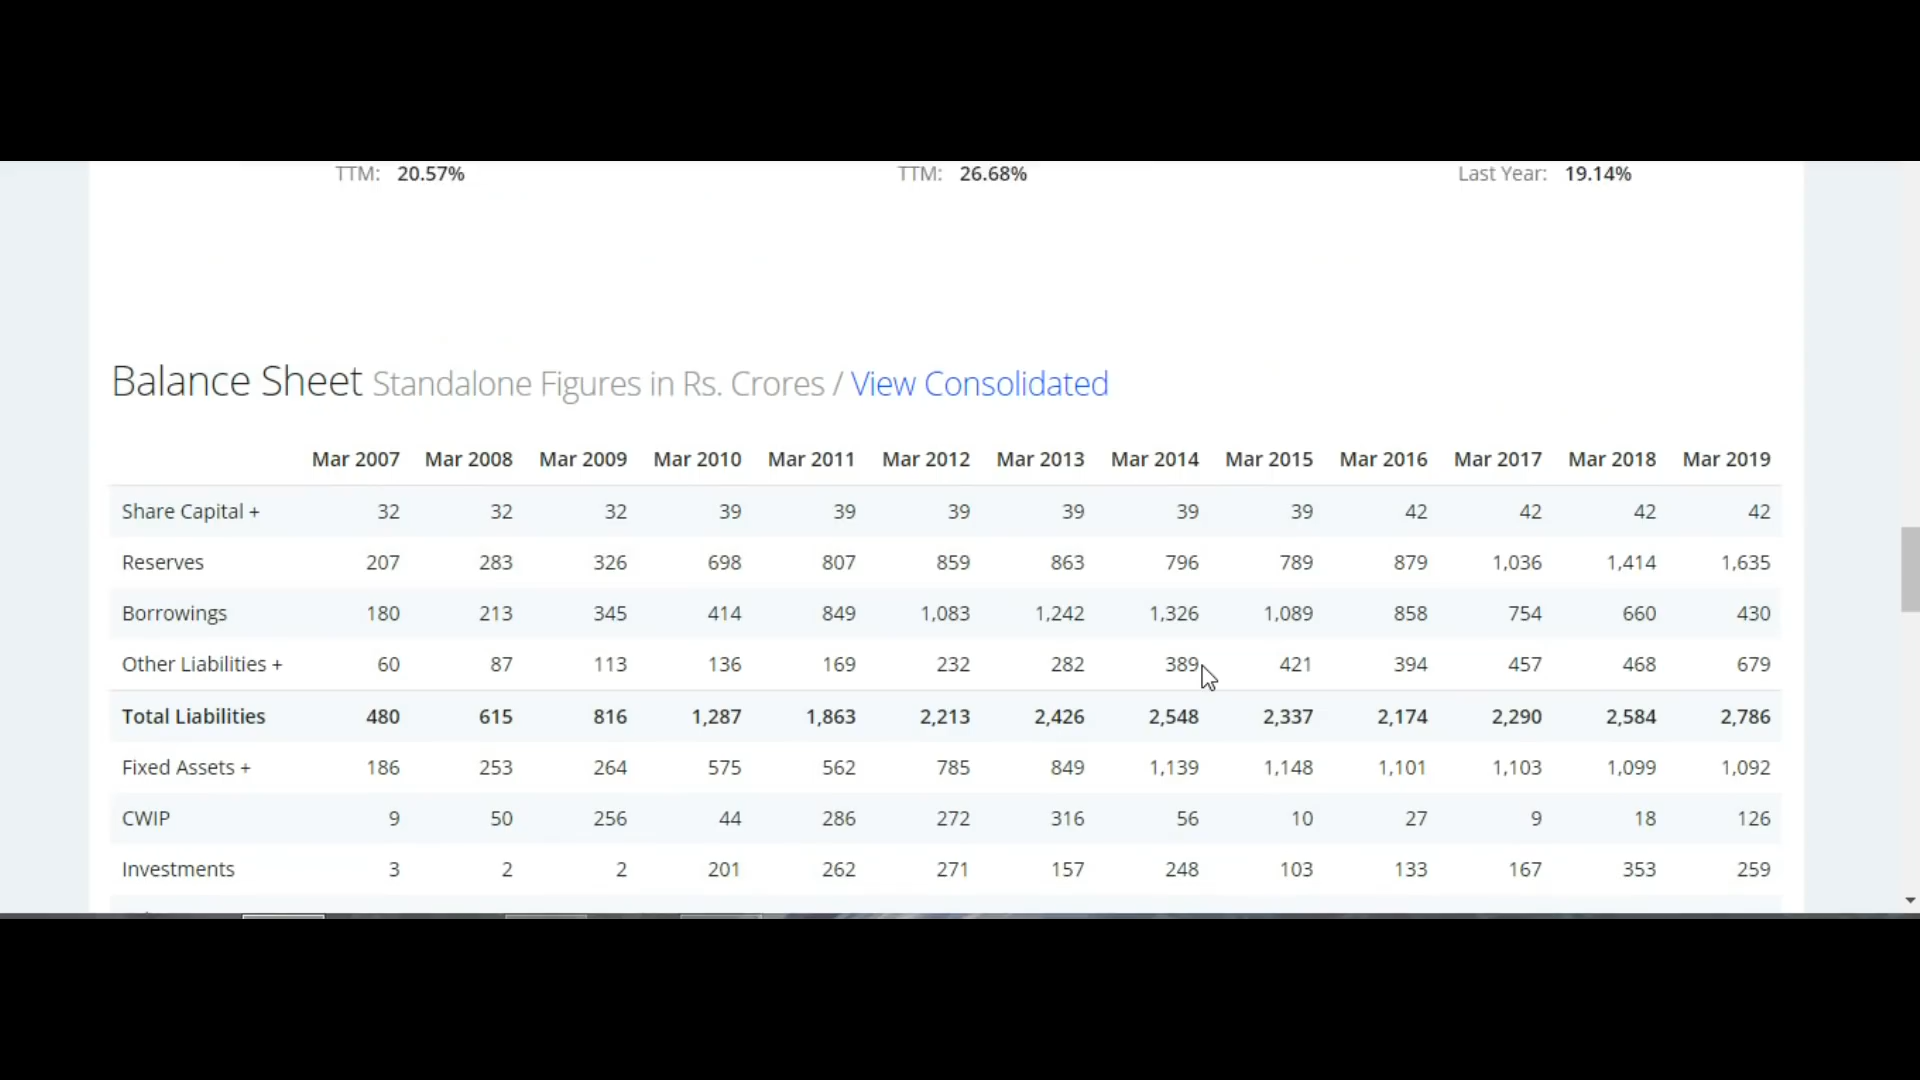 TTM: 20.57% TTM: 26.68% Last Year: 19.14%
Balance Sheet Standalone Figures in Rs. Crores / View Consolidated
Mar 2007 Mar 2008 Mar 2009 Mar 2010 Mar 2011 Mar 2012 Mar 2013 Mar 2014 Mar 2015 Mar 2016 Mar 2017 Mar 2018 Mar 2019
Share Capital + 32 32 32 39 39 39 39 39 39 42 42 42 42
Reserves 207 283 326 698 807 859 863 796 789 879 1,036 1,414 1,635
Borrowings 180 213 345 414 849 1,083 1,242 1,326 1,089 858 754 660 430
Other Liabilities + 60 87 113 136 169 232 282 389 421 394 457 468 679
Total Liabilities 480 615 816 1,287 1,863 2,213 2,426 2,548 2,337 2,174 2,290 2,584 2,786
Fixed Assets + 186 253 264 575 562 785 849 1,139 1,148 1,101 1,103 1,099 1,092
CWIP 9 50 256 44 286 272 316 56 10 27 9 18 126
Investments 3 2 2 201 262 271 157 248 103 133 167 353 259